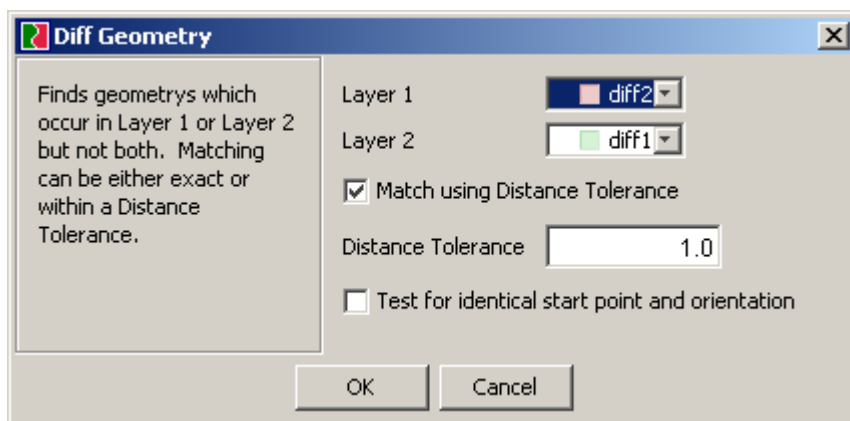 Diff Geometry
Finds geometrys which
occur in Layer 1 or Layer 2
but not both.  Matching
can be either exact or
within a Distance
Tolerance.
Layer 1 diff2
Layer 2 diff1
Match using Distance Tolerance
Distance Tolerance 1.0
Test for identical start point and orientation
OK Cancel